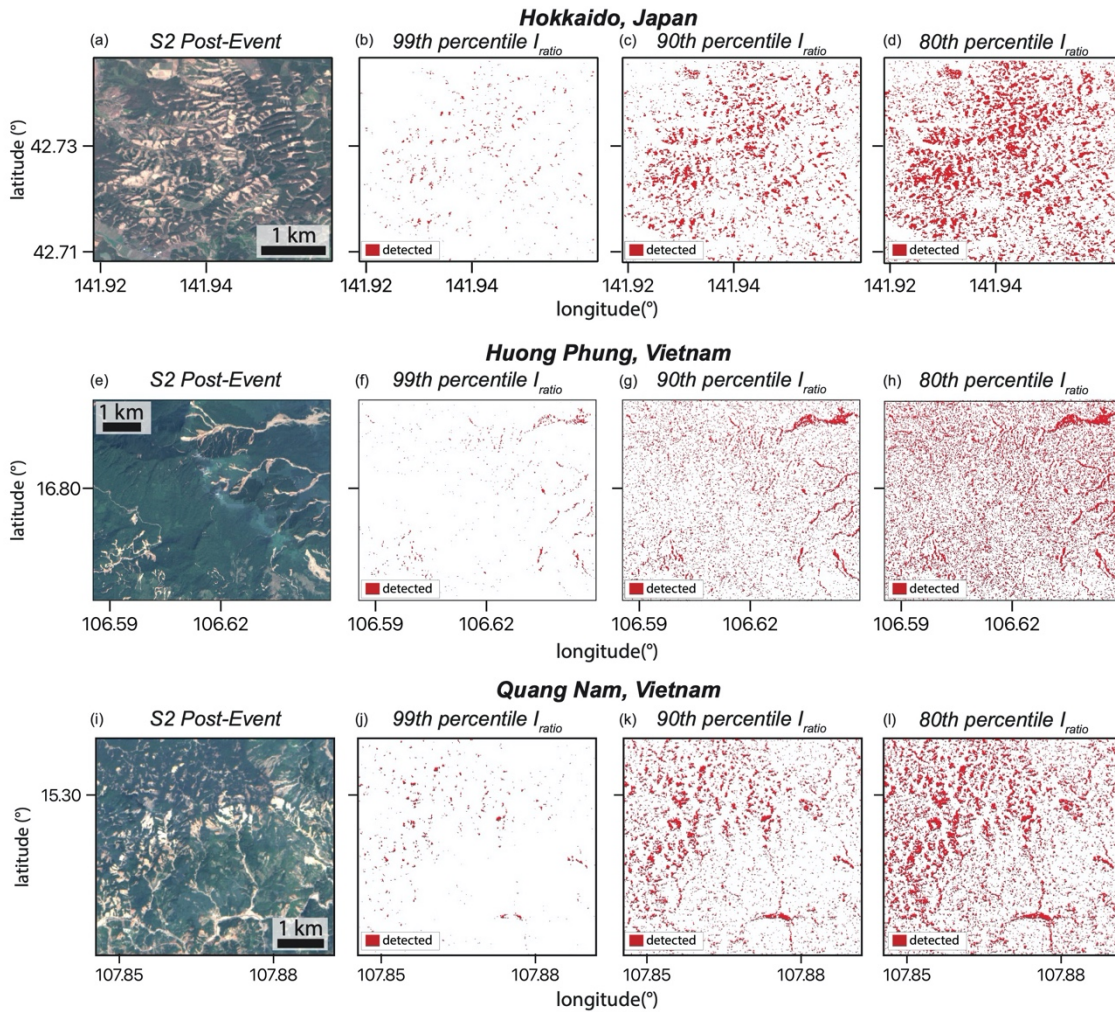 Hokkaido, Japan
(a) S2 Post-Event
(b) 99th percentile I_ratio
(c) 90th percentile I_ratio
(d) 80th percentile I_ratio
latitude (°)
42.73
42.71
1 km
detected
detected
detected
141.92 141.94
141.92 141.94
141.92 141.94
141.92 141.94
longitude(°)
Huong Phung, Vietnam
(e) S2 Post-Event
(f) 99th percentile I_ratio
(g) 90th percentile I_ratio
(h) 80th percentile I_ratio
1 km
latitude (°)
16.80
detected
detected
detected
106.59 106.62
106.59 106.62
106.59 106.62
106.59 106.62
longitude(°)
Quang Nam, Vietnam
(i) S2 Post-Event
(j) 99th percentile I_ratio
(k) 90th percentile I_ratio
(l) 80th percentile I_ratio
15.30
latitude (°)
1 km
detected
detected
detected
107.85 107.88
107.85 107.88
107.85 107.88
107.85 107.88
longitude(°)